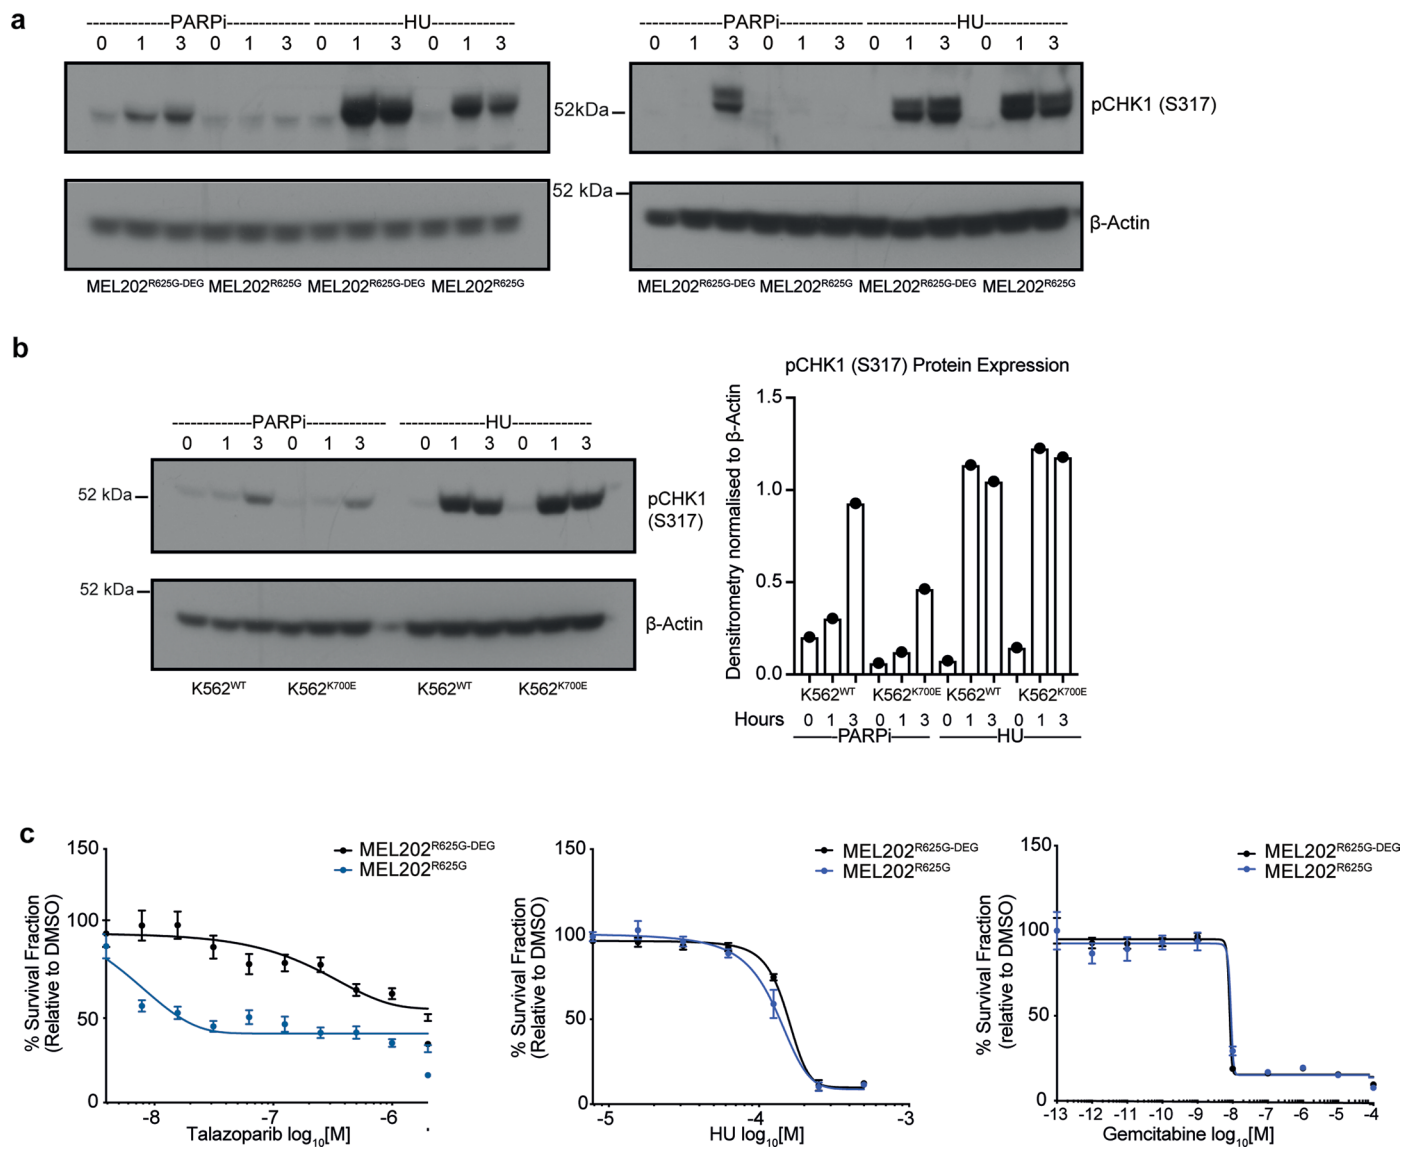 a
--------------PARPi-------------- ---------------HU--------------
0 1 3 0 1 3 0 1 3 0 1 3
52kDa
MEL202R625G-DEG MEL202R625G MEL202R625G-DEG MEL202R625G
--------------PARPi-------------- ---------------HU--------------
0 1 3 0 1 3 0 1 3 0 1 3
pCHK1 (S317)
52 kDa
β-Actin
MEL202R625G-DEG MEL202R625G MEL202R625G-DEG MEL202R625G
b
-------------PARPi------------- --------------HU-------------
0 1 3 0 1 3 0 1 3 0 1 3
52 kDa
pCHK1
(S317)
52 kDa
β-Actin
K562WT K562K700E K562WT K562K700E
pCHK1 (S317) Protein Expression
Densitrometry normalised to β-Actin
1.5
1.0
0.5
0.0
K562WT K562K700E K562WT K562K700E
Hours 0 1 3 0 1 3 0 1 3 0 1 3
PARPi HU
c
% Survival Fraction
(Relative to DMSO)
150
100
50
0
MEL202R625G-DEG
MEL202R625G
-8 -7 -6
Talazoparib log10[M]
% Survival Fraction
(Relative to DMSO)
150
100
50
0
MEL202R625G-DEG
MEL202R625G
-5 -4 -3
HU log10[M]
% Survival Fraction
(relative to DMSO)
150
100
50
0
MEL202R625G-DEG
MEL202R625G
-13 -12 -11 -10 -9 -8 -7 -6 -5 -4
Gemcitabine log10[M]